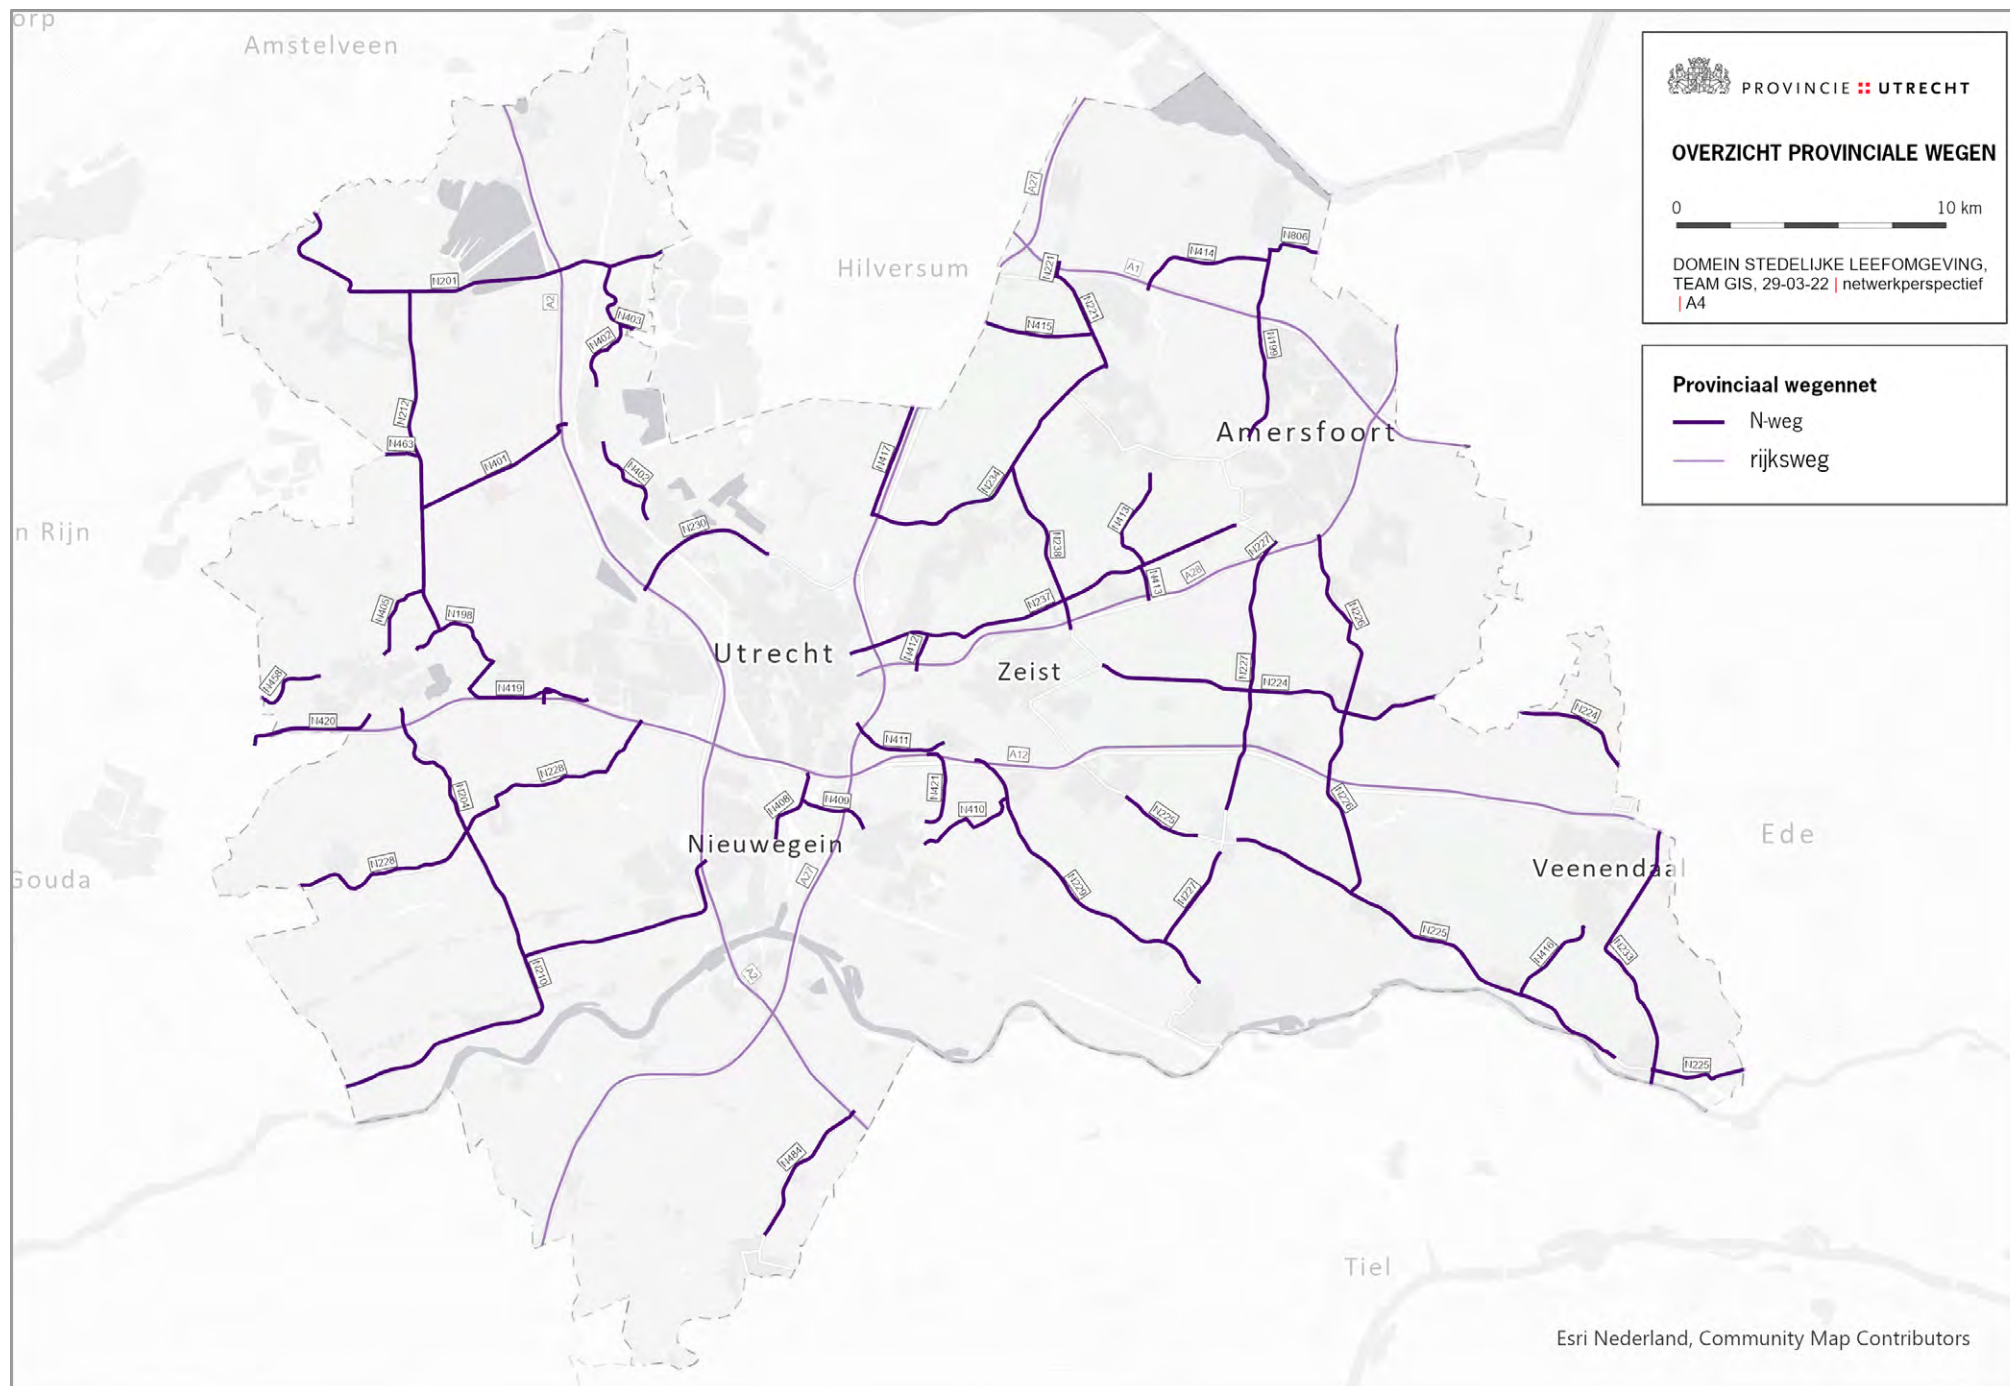 orp
Amstelveen
PROVINCIE UTRECHT
OVERZICHT PROVINCIALE WEGEN
0 10 km
DOMEIN STEDELIJKE LEEFOMGEVING,
TEAM GIS, 29-03-22 | netwerkperspectief
| A4
Provinciaal wegennet
N-weg
rijksweg
A27
N806
N414
N221
A1
Hilversum
N201
A2
N403
N402
N221
N415
N199
N212
N463
N401
N417
Amersfoort
N402
N234
N413
n Rijn
N230
N238
N227
A28
N413
N405
N198
N237
N226
Utrecht
N412
Zeist
N227
N224
N458
N419
N420
N224
N411
A12
N228
N204
N421
N408
N409
N410
N225
N226
Ede
Nieuwegein
Veenendaal
N228
Gouda
A27
N229
N227
N225
N416
N233
N210
A2
N225
N484
Tiel
Esri Nederland, Community Map Contributors